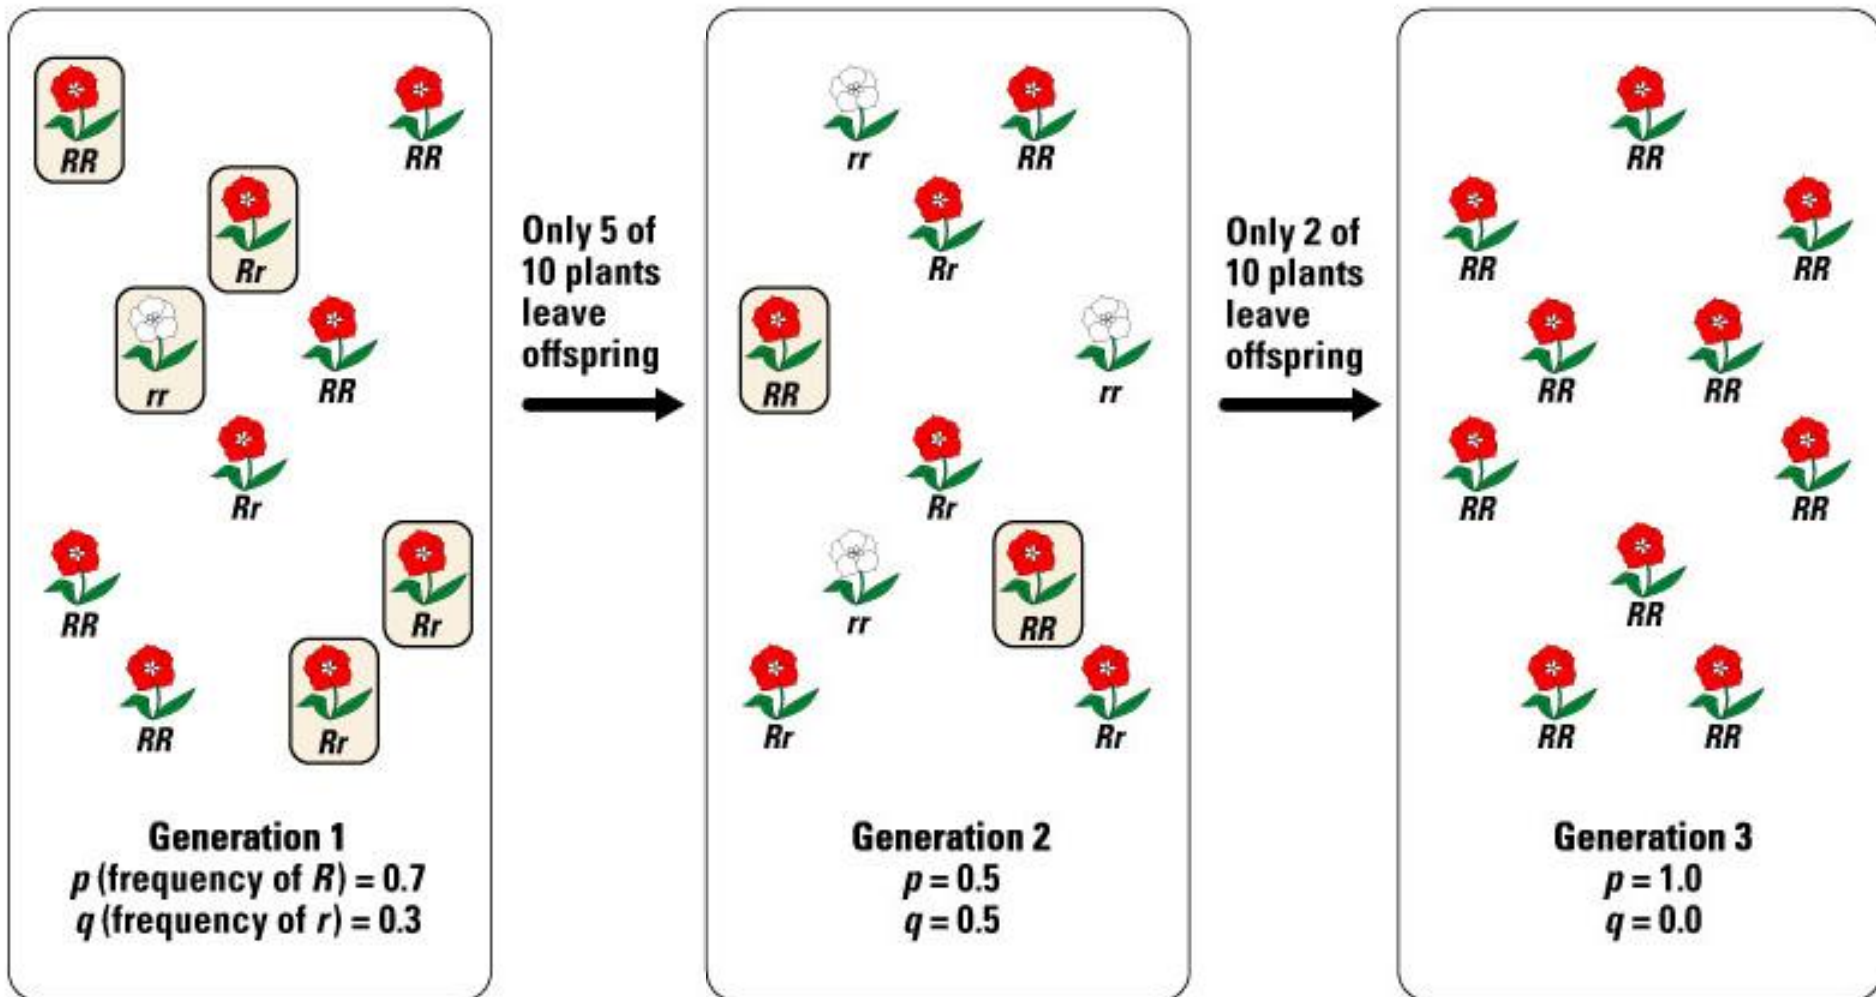 RR
RR
Rr
rr
RR
Rr
RR
Rr
RR
Rr
Generation 1
p (frequency of R) = 0.7
q (frequency of r) = 0.3
Only 5 of
10 plants
leave
offspring
rr
RR
Rr
RR
rr
Rr
rr
RR
Rr
Rr
Generation 2
p = 0.5
q = 0.5
Only 2 of
10 plants
leave
offspring
RR
RR
RR
RR
RR
RR
RR
RR
RR
RR
Generation 3
p = 1.0
q = 0.0